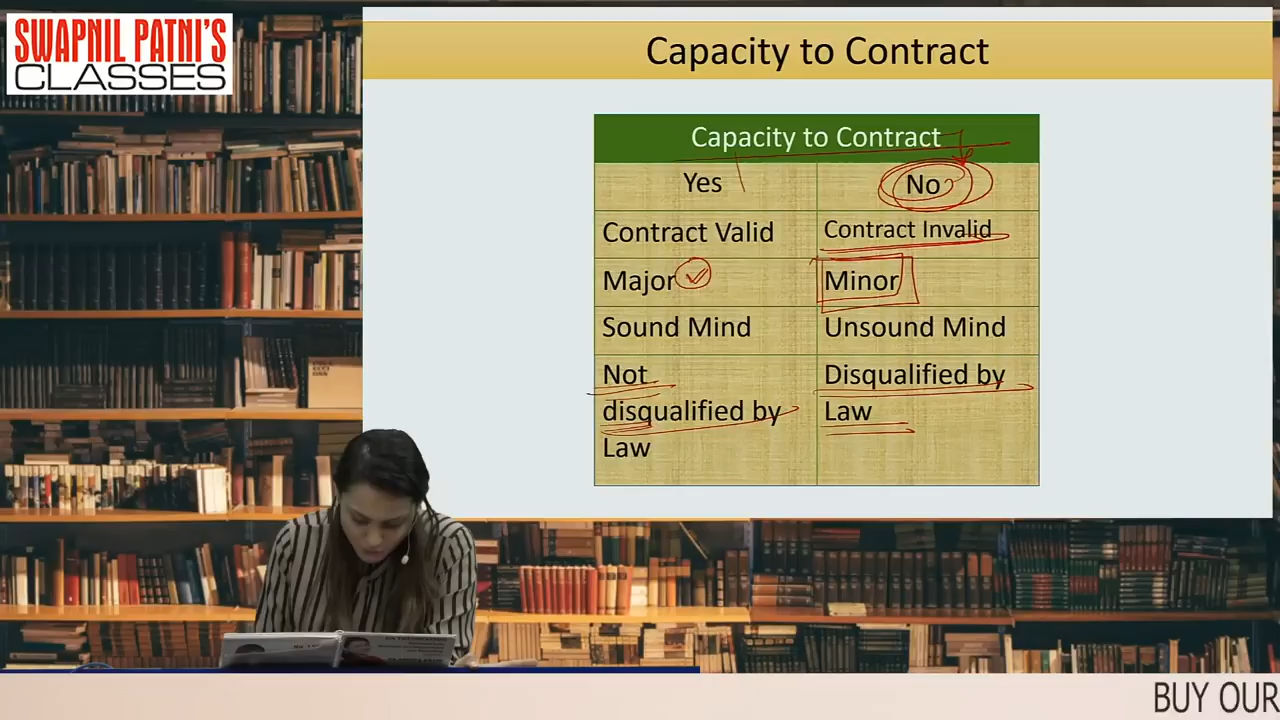 SWAPNIL PATNI'S
CLASSES
Capacity to Contract
Capacity to Contract
Yes
No
Contract Valid
Contract Invalid
Major
Minor
Sound Mind
Unsound Mind
Not
disqualified by
Law
Disqualified by
Law
BUY OUR